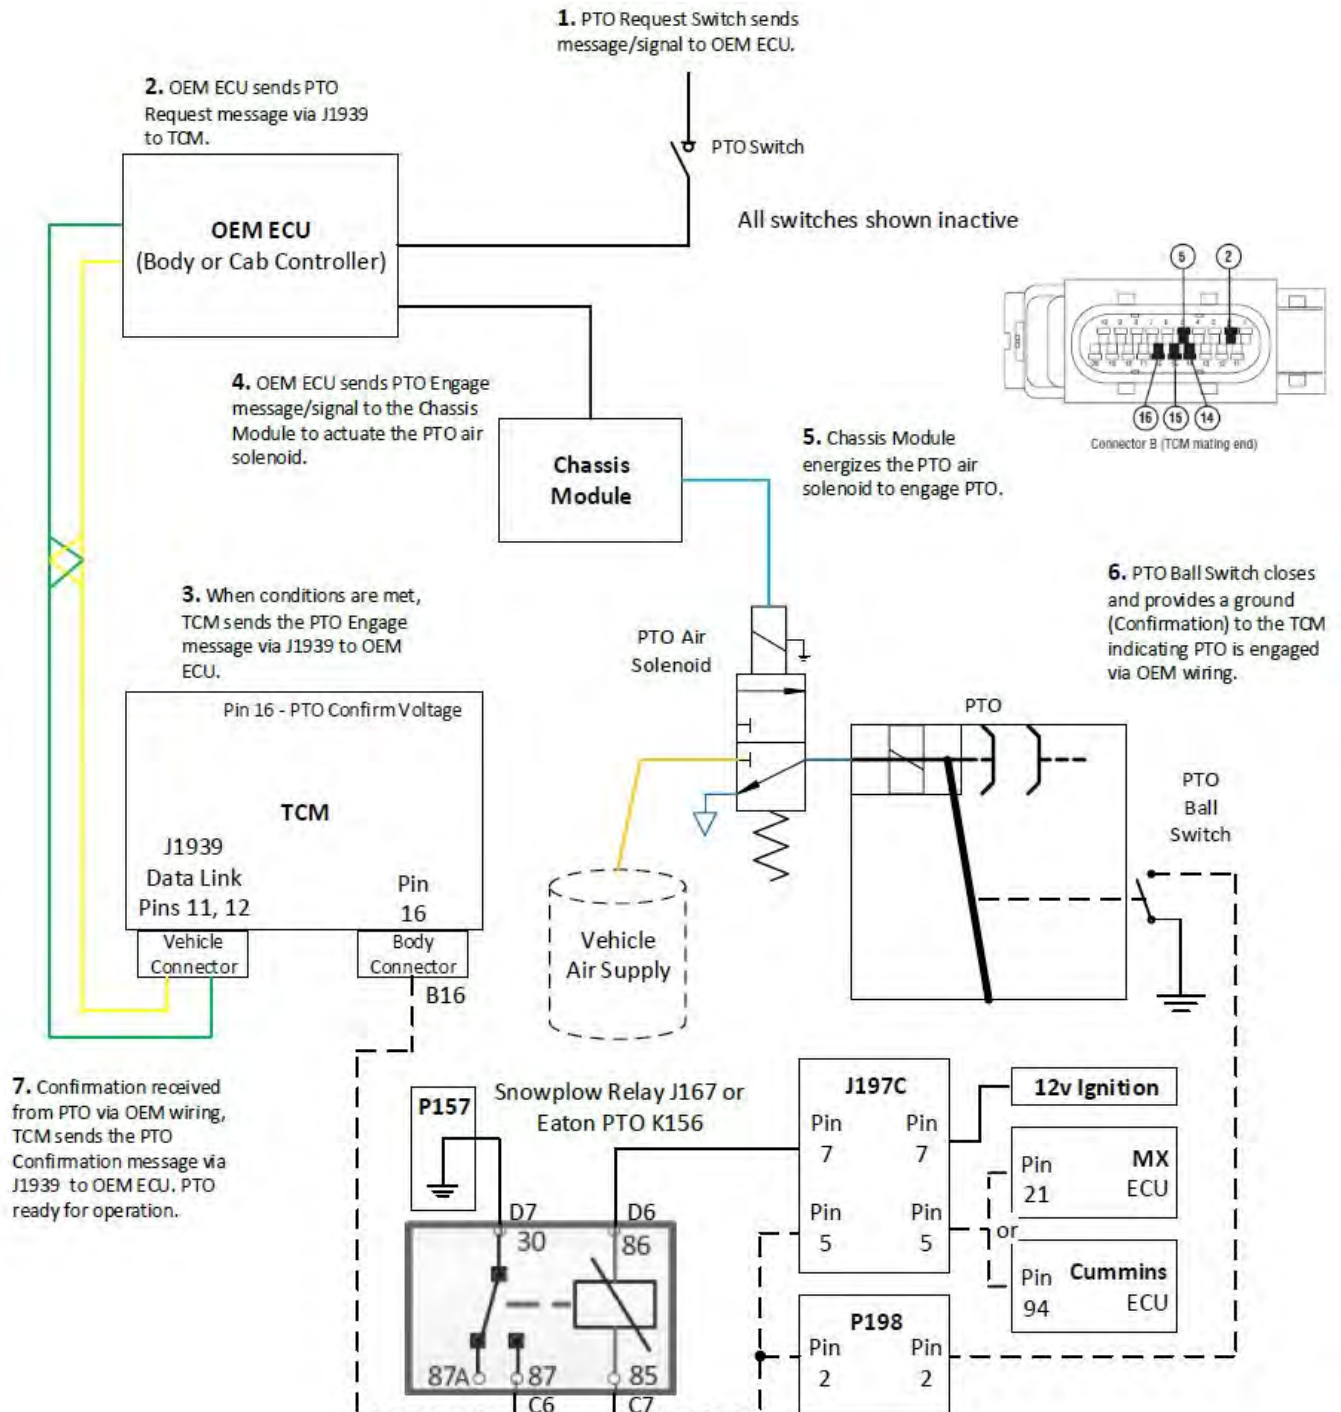 1. PTO Request Switch sends
message/signal to OEM ECU.
2. OEM ECU sends PTO
Request message via J1939
to TCM.
PTO Switch
All switches shown inactive
OEM ECU
(Body or Cab Controller)
5
2
16
15
14
Connector B (TCM mating end)
4. OEM ECU sends PTO Engage
message/signal to the Chassis
Module to actuate the PTO air
solenoid.
Chassis
Module
5. Chassis Module
energizes the PTO air
solenoid to engage PTO.
6. PTO Ball Switch closes
and provides a ground
(Confirmation) to the TCM
indicating PTO is engaged
via OEM wiring.
3. When conditions are met,
TCM sends the PTO Engage
message via J1939 to OEM
ECU.
PTO Air
Solenoid
Pin 16 - PTO Confirm Voltage
TCM
J1939
Data Link
Pins 11, 12
Pin
16
Vehicle
Connector
Body
Connector
B16
PTO
PTO
Ball
Switch
Vehicle
Air Supply
7. Confirmation received
from PTO via OEM wiring,
TCM sends the PTO
Confirmation message via
J1939 to OEM ECU. PTO
ready for operation.
P157
Snowplow Relay J167 or
Eaton PTO K156
D7
30
D6
86
87A
87
85
C6
C7
J197C
Pin
7
Pin
7
Pin
5
Pin
5
12v Ignition
Pin
21
MX
ECU
or
Pin
94
Cummins
ECU
P198
Pin
2
Pin
2